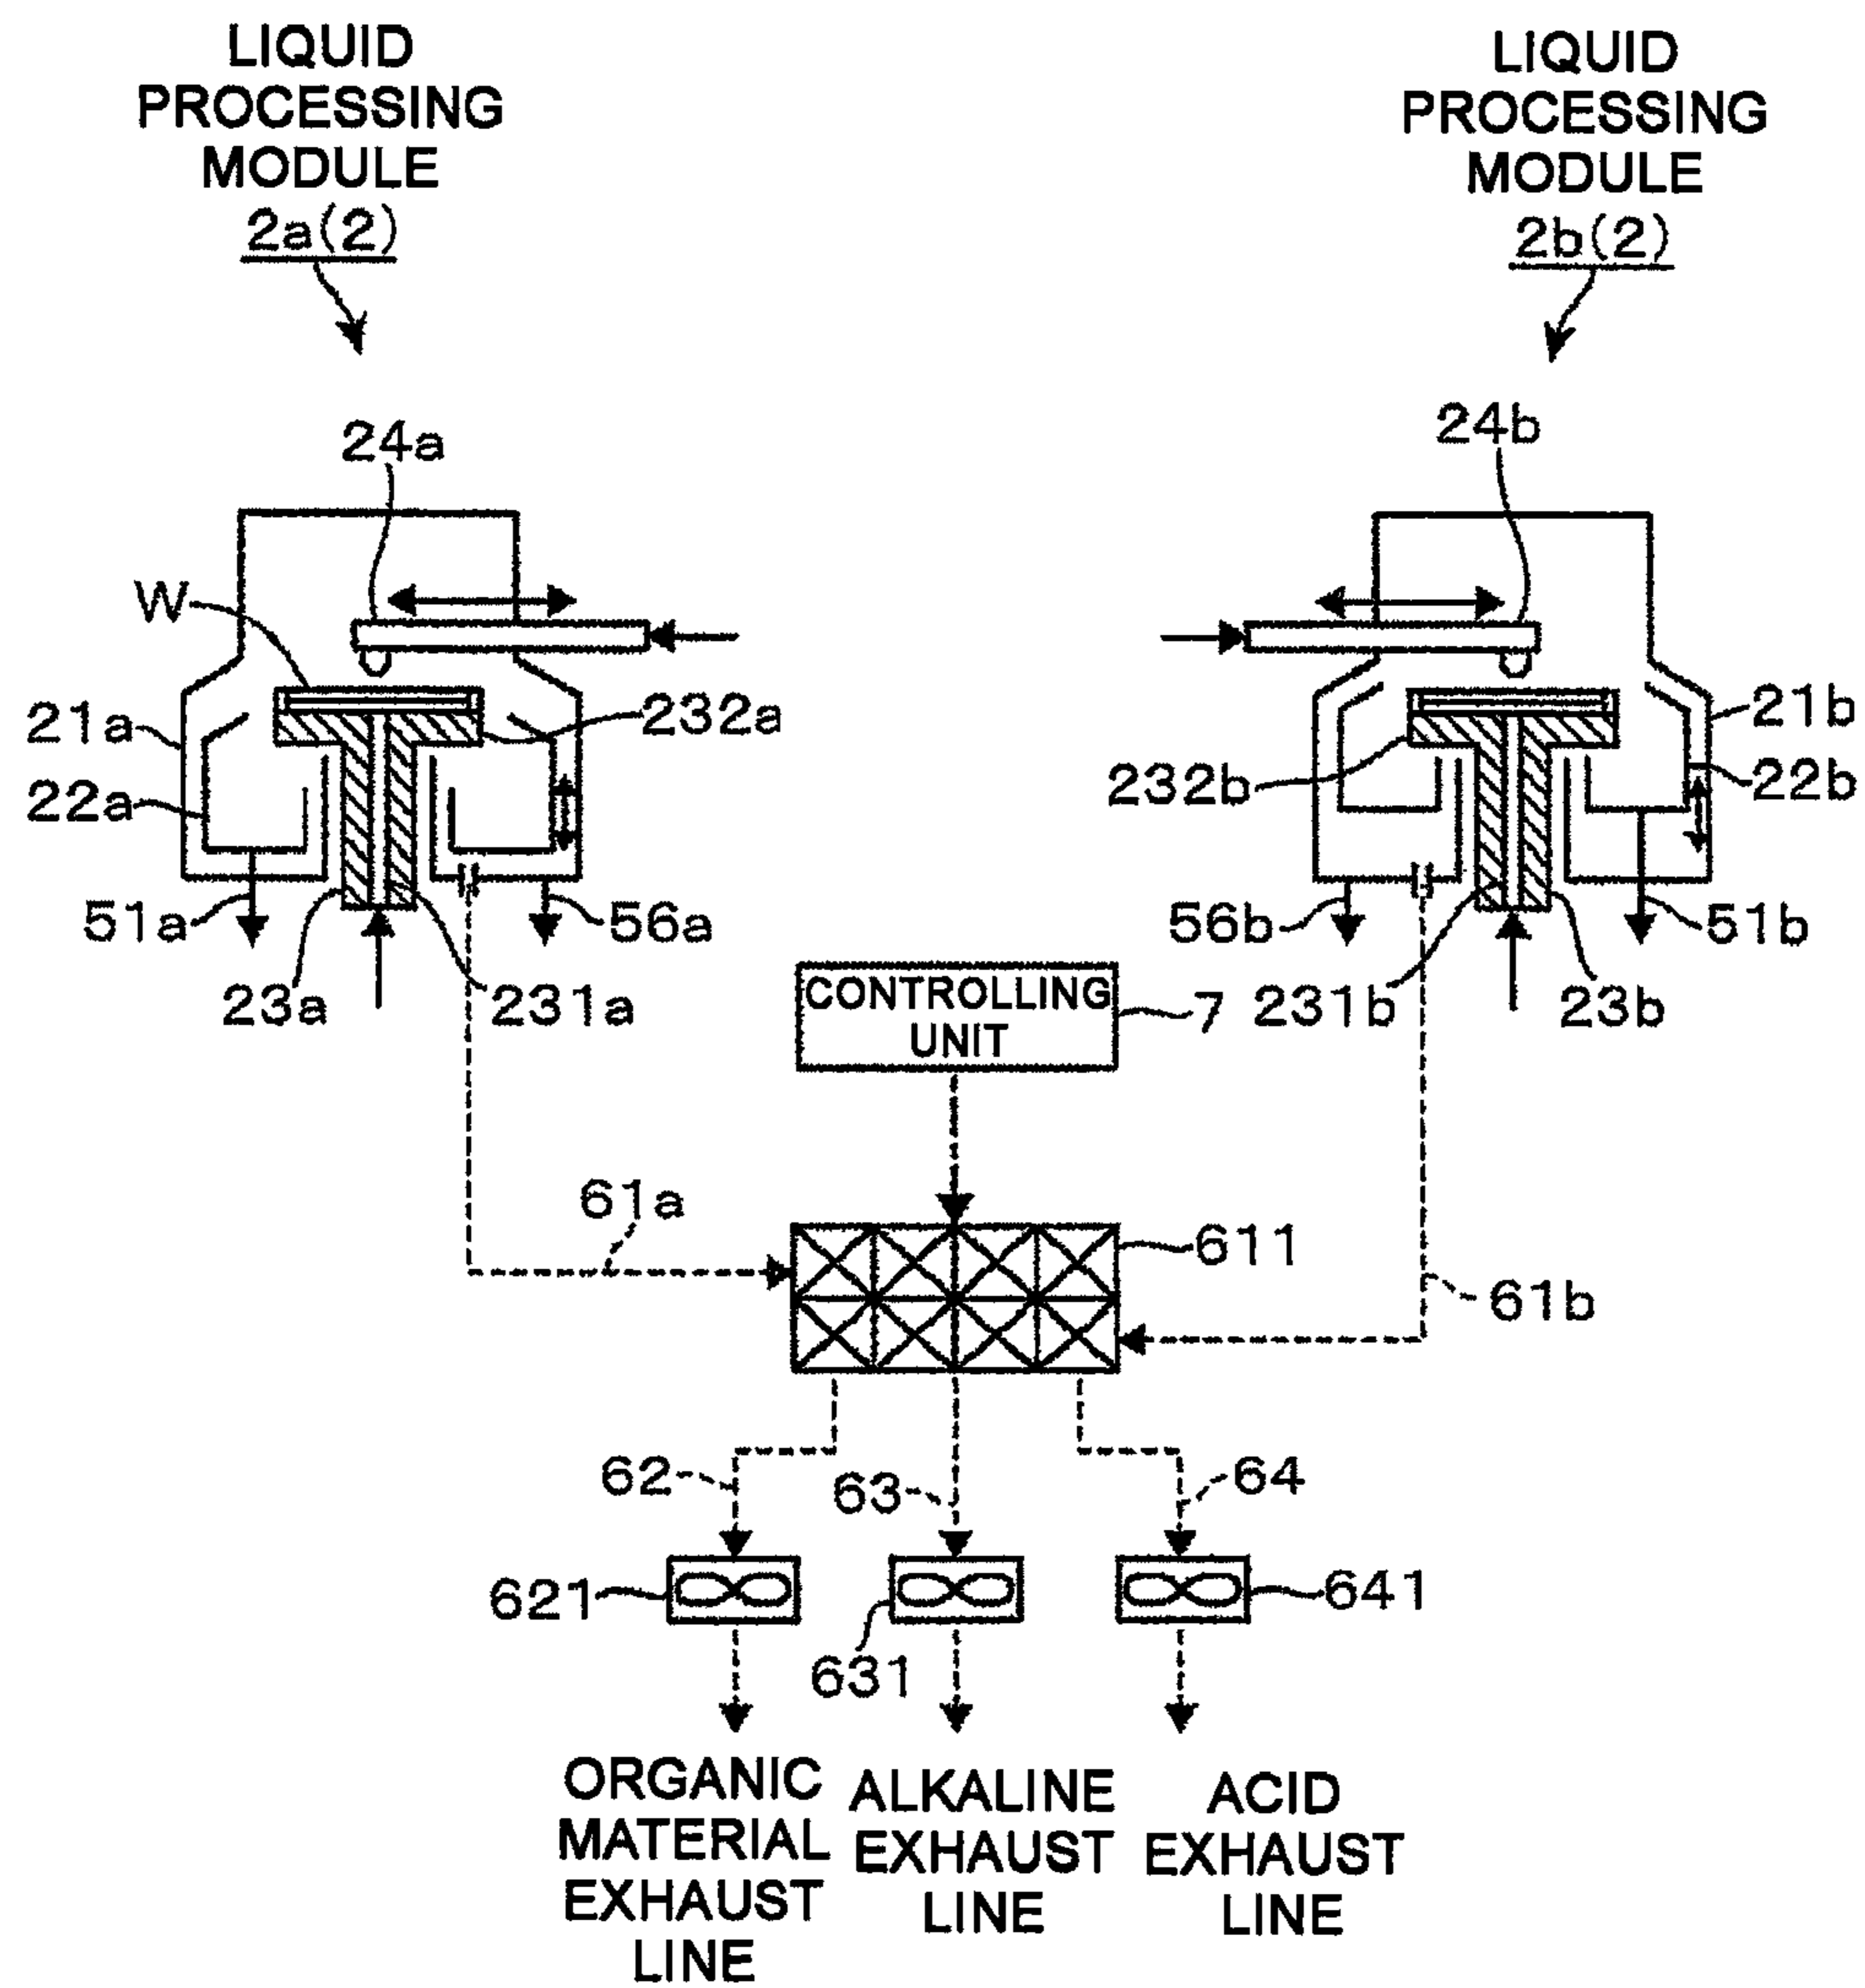 LIQUID
PROCESSING
MODULE
2a(2)
LIQUID
PROCESSING
MODULE
2b(2)
24a
24b
W
21a
232a
22a
51a
56a
23a
231a
21b
232b
22b
56b
51b
231b
23b
CONTROLLING
UNIT
7
61a
611
61b
62
63
64
621
631
641
ORGANIC
MATERIAL
EXHAUST
LINE
ALKALINE
EXHAUST
LINE
ACID
EXHAUST
LINE